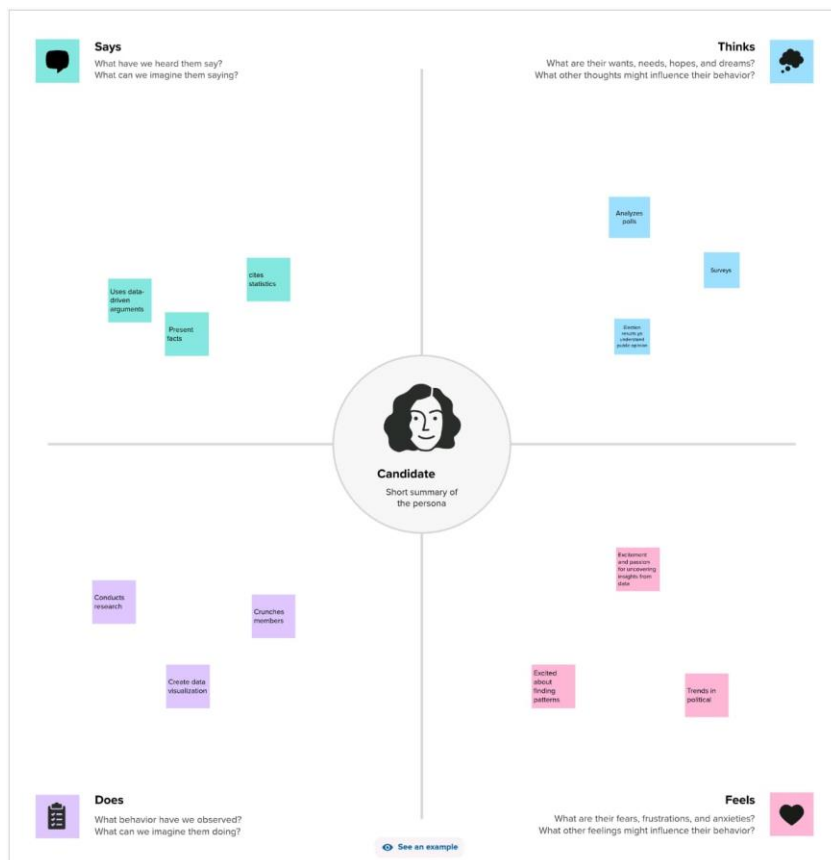 Says
What have we heard them say?
What can we imagine them saying?
Thinks
What are their wants, needs, hopes, and dreams?
What other thoughts might influence their behavior?
Uses data-
driven
arguments
Present
facts
cites
statistics
Analyzes
polls
Surveys
results
understand
public opinion
Candidate
Short summary of
the persona
Conducts
research
Crunches
members
Create data
visualization
Excitement
and passion
for uncovering
insights from
data
Excited
about
finding
patterns
Trends in
political
Does
What behavior have we observed?
What can we imagine them doing?
Feels
What are their fears, frustrations, and anxieties?
What other feelings might influence their behavior?
See an example